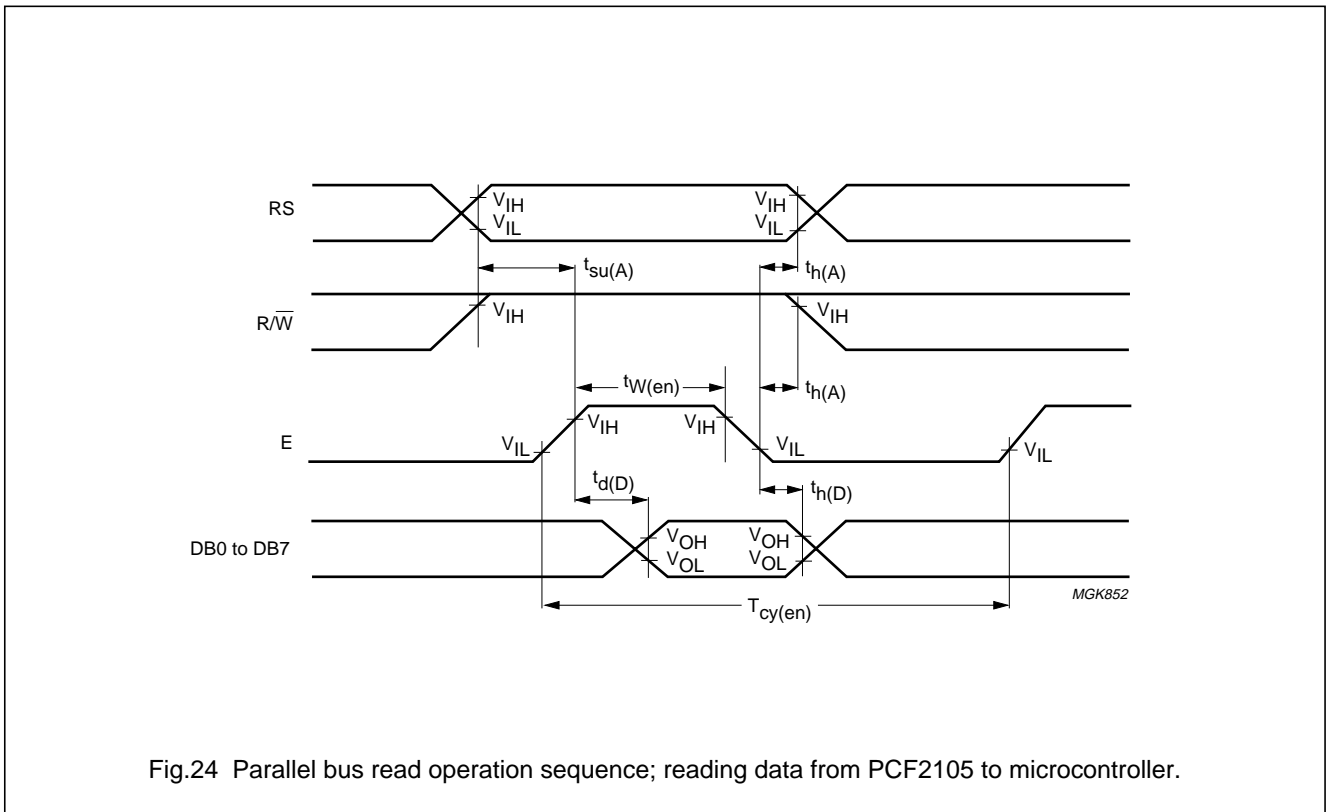 RS
VIH
VIL
VIH
VIL
tsu(A)
th(A)
R/W̅
VIH
VIH
tW(en)
th(A)
E
VIL
VIH
VIH
VIL
VIL
td(D)
th(D)
DB0 to DB7
VOH
VOL
VOH
VOL
MGK852
Tcy(en)
Fig.24 Parallel bus read operation sequence; reading data from PCF2105 to microcontroller.